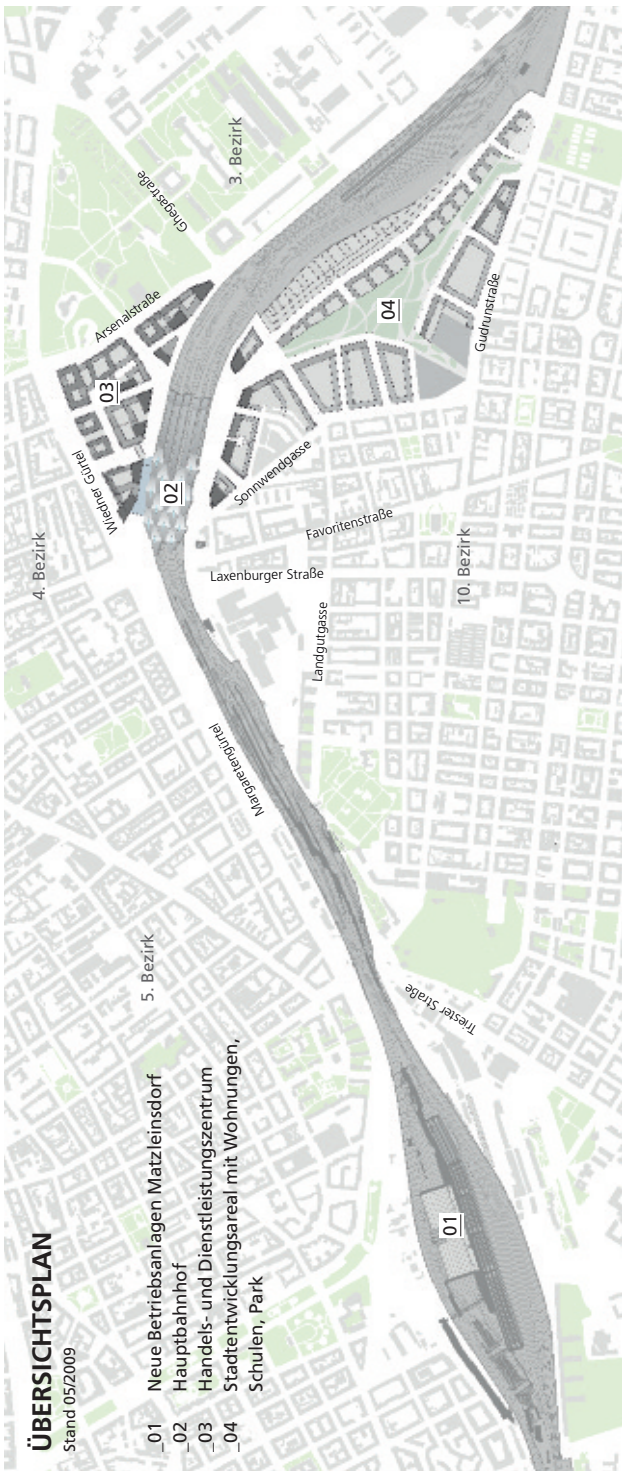 ÜBERSICHTSPLAN
Stand 05/2009
_01 Neue Betriebsanlagen Matzleinsdorf
_02 Hauptbahnhof
_03 Handels- und Dienstleistungszentrum
_04 Stadtentwicklungsareal mit Wohnungen,
Schulen, Park
5. Bezirk
4. Bezirk
3. Bezirk
10. Bezirk
01
02
03
04
Triester Straße
Margaretengürtel
Landgutgasse
Laxenburger Straße
Favoritenstraße
Sonnwendgasse
Wiedner Gürtel
Arsenalstraße
Ghegastraße
Gudrunstraße